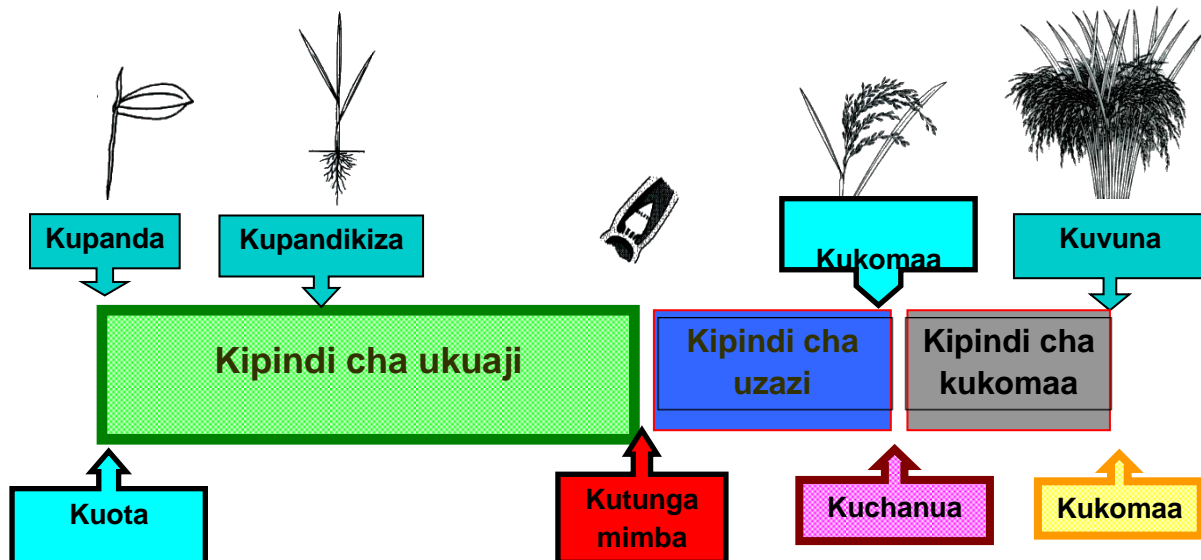 Kupanda
Kupandikiza
Kukomaa
Kuvuna
Kipindi cha ukuaji
Kipindi cha
uzazi
Kipindi cha
kukomaa
Kuota
Kutunga
mimba
Kuchanua
Kukomaa